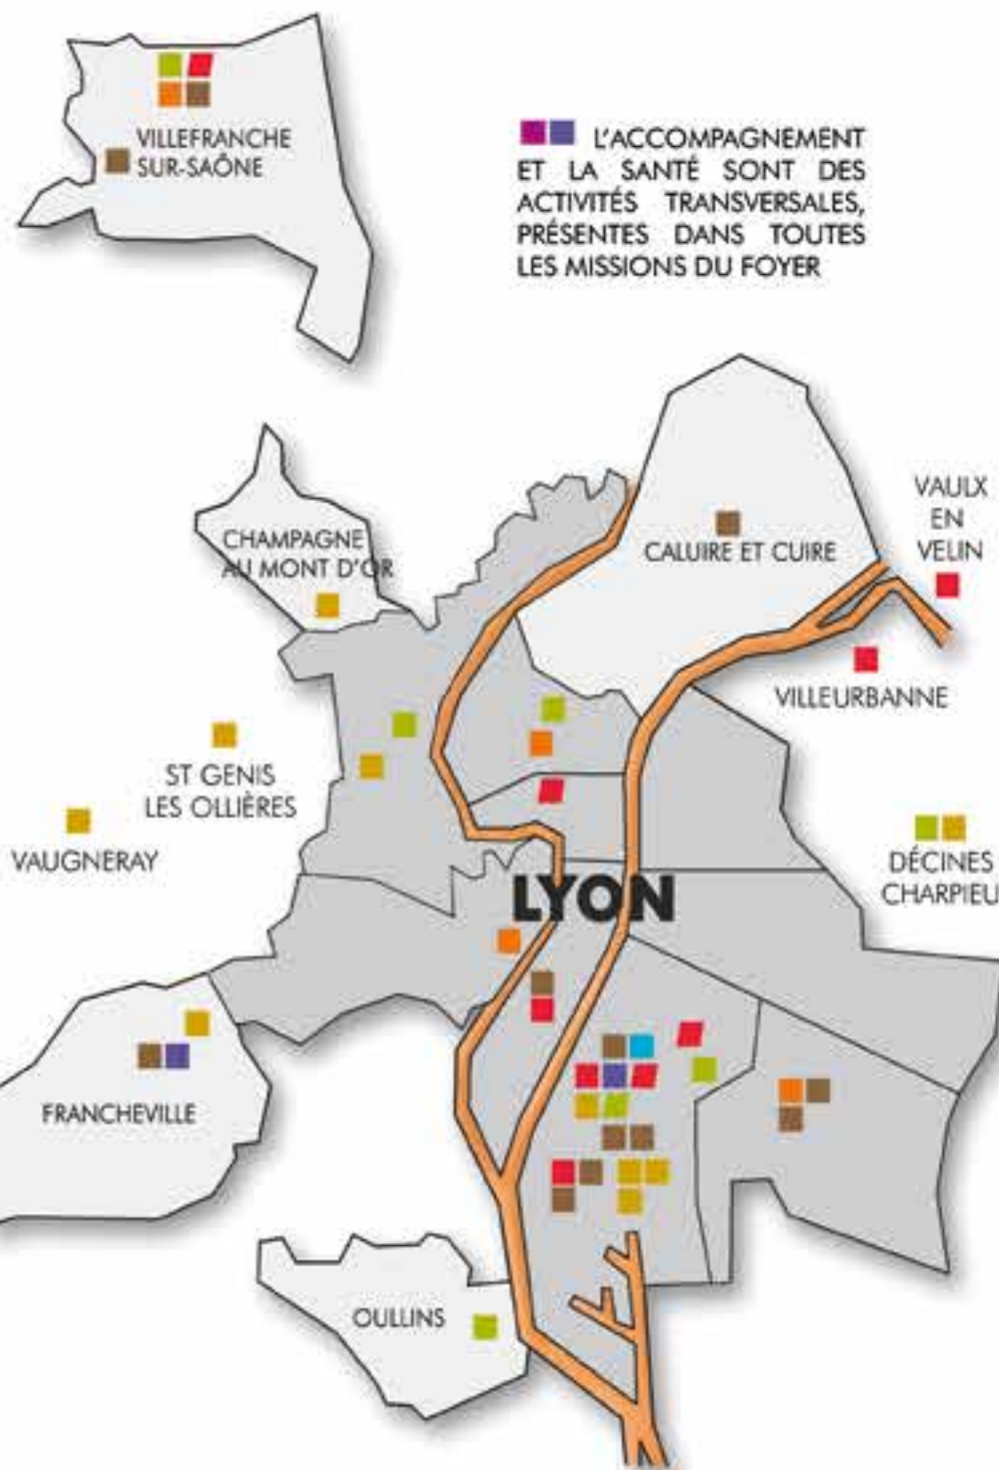 VILLEFRANCHE
SUR-SAÔNE
L'ACCOMPAGNEMENT
ET LA SANTÉ SONT DES
ACTIVITÉS TRANSVERSALES,
PRÉSENTES DANS TOUTES
LES MISSIONS DU FOYER
CHAMPAGNE
AU MONT D'OR
CALUIRE ET CUIRE
VAULX
EN
VELIN
VILLEURBANNE
ST GENIS
LES OLLIÈRES
VAUGNERAY
DÉCINES
CHARPIEU
LYON
FRANCHEVILLE
OULLINS